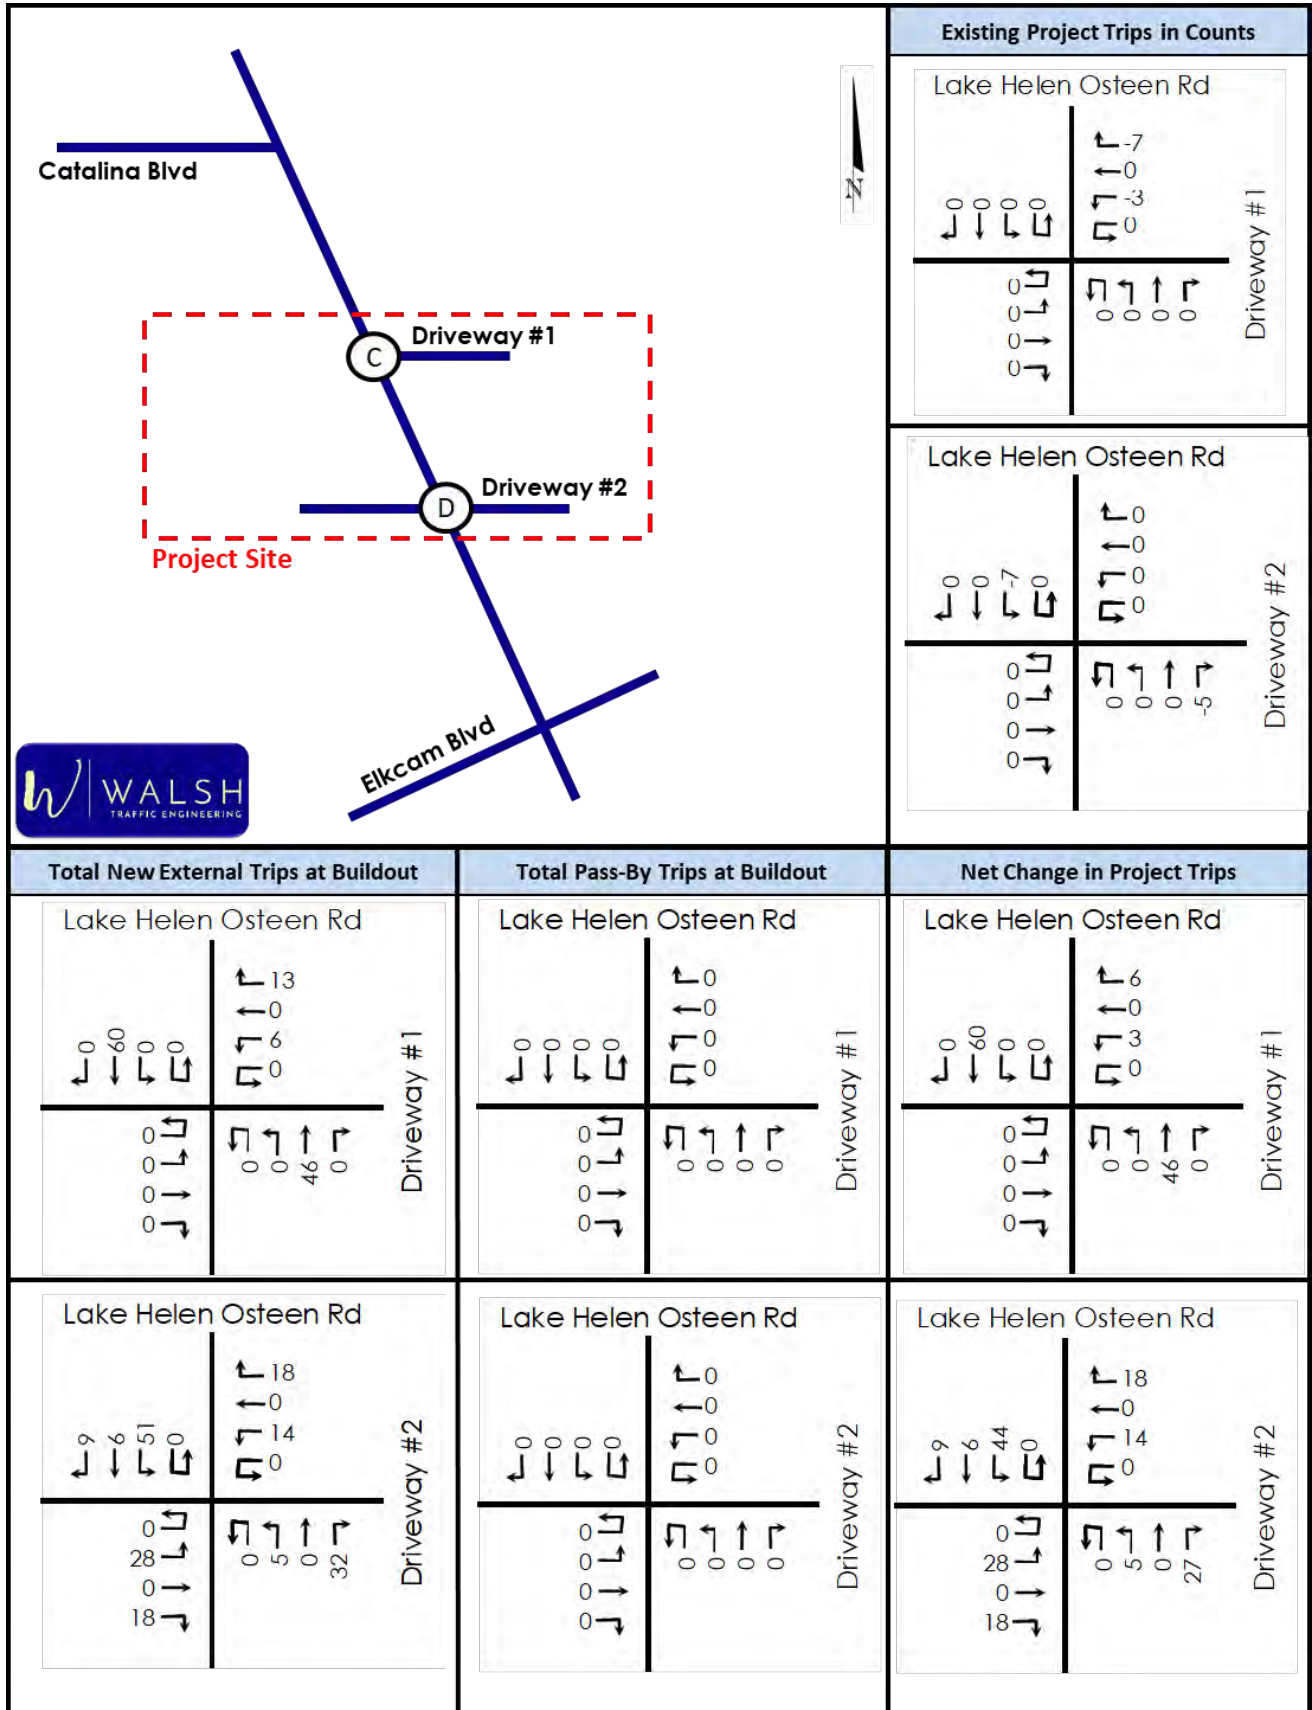 Existing Project Trips in Counts
Catalina Blvd
Driveway #1
C
Driveway #2
D
Project Site
Elkcam Blvd
N
W WALSH
TRAFFIC ENGINEERING
Lake Helen Osteen Rd
-7
0
-3
0
0 0 0 0
0
0
0
0
0 0 0 0
Driveway #1
Lake Helen Osteen Rd
0
0
0
0
0 0 -7 0
0
0
0
0
0 0 0 -5
Driveway #2
Total New External Trips at Buildout
Lake Helen Osteen Rd
13
0
6
0
0 60 0 0
0
0
0
0
0 0 46 0
Driveway #1
Lake Helen Osteen Rd
18
0
14
0
9 6 51 0
0
28
0
18
0 5 0 32
Driveway #2
Total Pass-By Trips at Buildout
Lake Helen Osteen Rd
0
0
0
0
0 0 0 0
0
0
0
0
0 0 0 0
Driveway #1
Lake Helen Osteen Rd
0
0
0
0
0 0 0 0
0
0
0
0
0 0 0 0
Driveway #2
Net Change in Project Trips
Lake Helen Osteen Rd
6
0
3
0
0 60 0 0
0
0
0
0
0 0 46 0
Driveway #1
Lake Helen Osteen Rd
18
0
14
0
9 6 44 0
0
28
0
18
0 5 0 27
Driveway #2